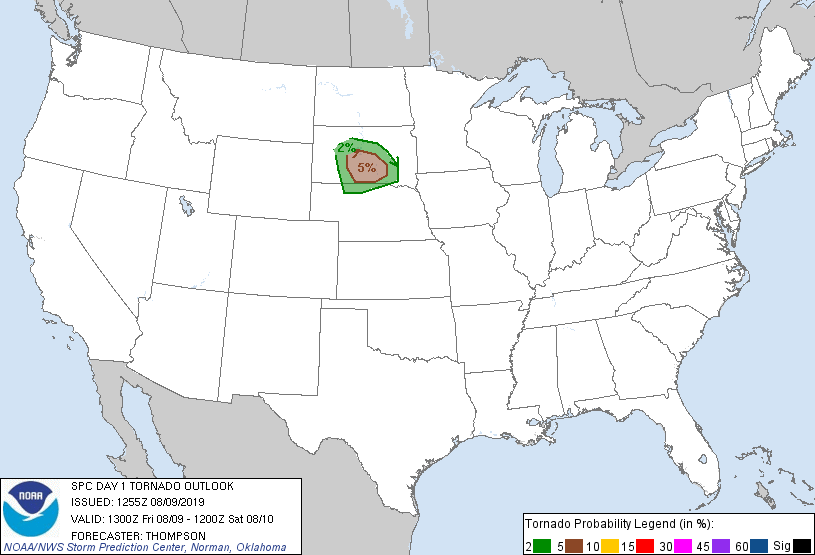 2%
5%
SPC DAY 1 TORNADO OUTLOOK
ISSUED: 1255Z 08/09/2019
VALID: 1300Z Fri 08/09 - 1200Z Sat 08/10
FORECASTER: THOMPSON
NOAA/NWS Storm Prediction Center, Norman, Oklahoma
NOAA
Tornado Probability Legend (in %):
2 5 10 15 30 45 60 Sig